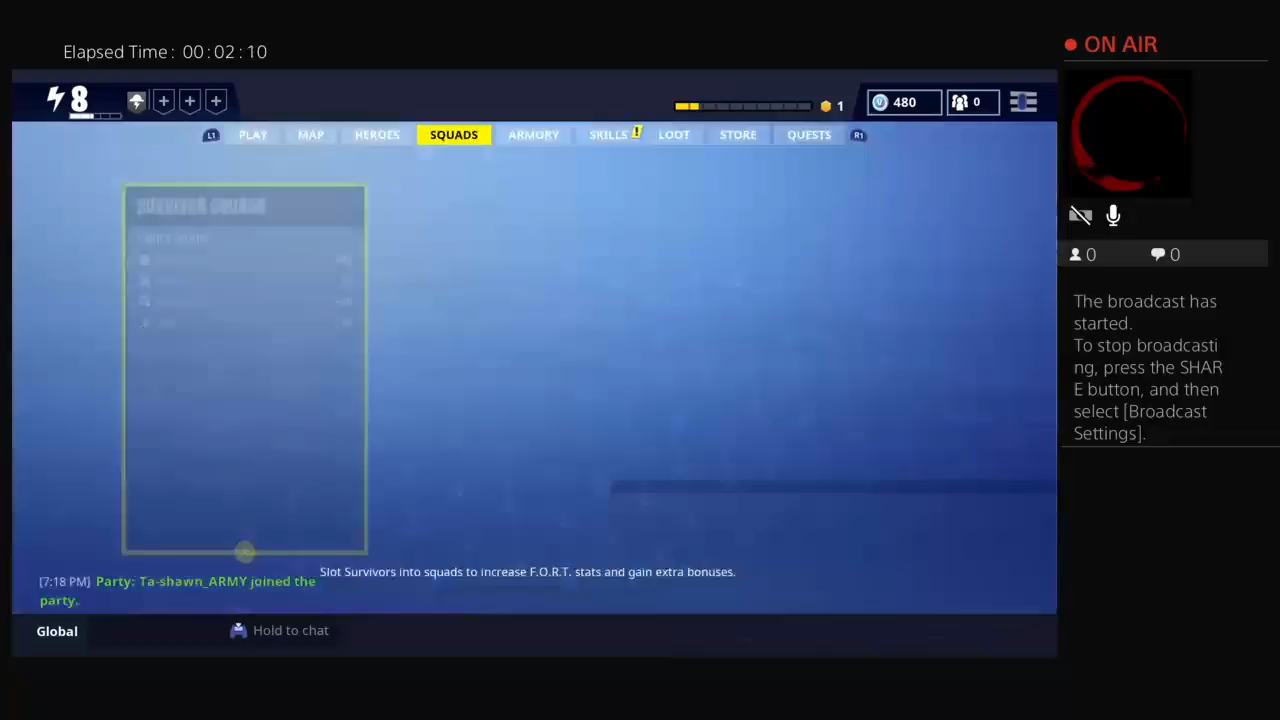 Elapsed Time: 00:02:10
ON AIR
8
1
480
0
L1 PLAY MAP HEROES SQUADS ARMORY SKILLS ! LOOT STORE QUESTS R1
0 0
The broadcast has
started.
To stop broadcasti
ng, press the SHAR
E button, and then
select [Broadcast
Settings].
Slot Survivors into squads to increase F.O.R.T. stats and gain extra bonuses.
[7:18 PM] Party: Ta-shawn_ARMY joined the
party.
Global
Hold to chat